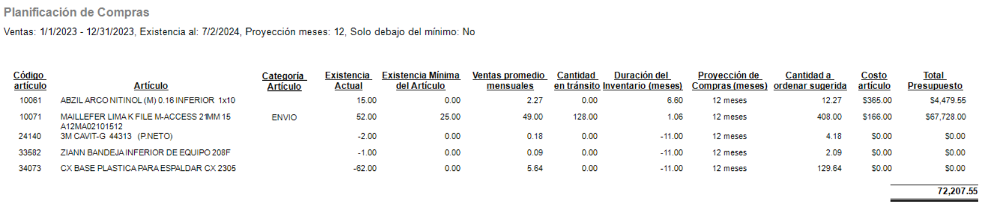 Planificación de Compras
Ventas: 1/1/2023 - 12/31/2023, Existencia al: 7/2/2024, Proyección meses: 12, Solo debajo del mínimo: No
Código artículo Artículo Categoría Artículo Existencia Actual Existencia Mínima del Artículo Ventas promedio mensuales Cantidad en tránsito Duración del Inventario (meses) Proyección de Compras (meses) Cantidad a ordenar sugerida Costo artículo Total Presupuesto
10061 ABZIL ARCO NITINOL (M) 0.16 INFERIOR 1x10 15.00 0.00 2.27 0.00 6.60 12 meses 12.27 $365.00 $4,479.55
10071 MAILLEFER LIMA K FILE M-ACCESS 21MM 15 ENVIO 52.00 25.00 49.00 128.00 1.06 12 meses 408.00 $166.00 $67,728.00
A12MA02101512
24140 3M CAVIT-G 44313 (P.NETO) -2.00 0.00 0.18 0.00 -11.00 12 meses 4.18 $0.00 $0.00
33582 ZIANN BANDEJA INFERIOR DE EQUIPO 208F -1.00 0.00 0.09 0.00 -11.00 12 meses 2.09 $0.00 $0.00
34073 CX BASE PLASTICA PARA ESPALDAR CX 2305 -62.00 0.00 5.64 0.00 -11.00 12 meses 129.64 $0.00 $0.00
72,207.55